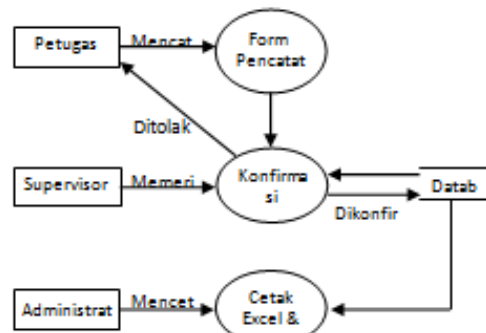 Petugas
Mencat
Form
Pencatat
Ditolak
Supervisor
Memeri
Konfirma
si
Datab
Dikonfir
Administrat
Mencet
Cetak
Excel &